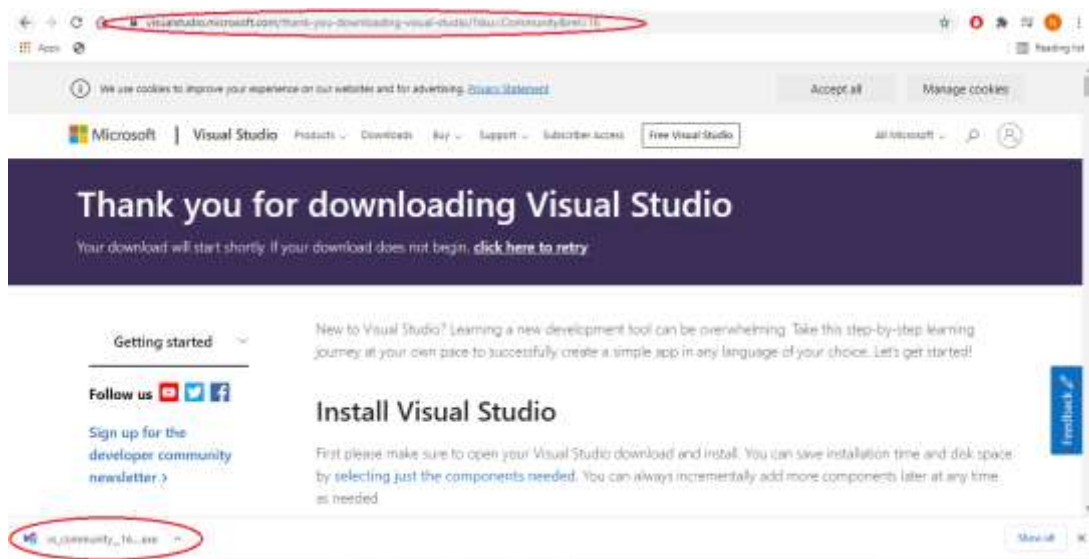 visualstudio.microsoft.com/thank-you-downloading-visual-studio/?sku=Community&rel=16
Apps
Reading list
We use cookies to improve your experience on our websites and for advertising. Privacy Statement
Accept all
Manage cookies
Microsoft | Visual Studio Products Downloads Buy Support Subscriber Access Free Visual Studio All Microsoft
Thank you for downloading Visual Studio
Your download will start shortly. If your download does not begin, click here to retry
Getting started
Follow us
Sign up for the
developer community
newsletter >
New to Visual Studio? Learning a new development tool can be overwhelming. Take this step-by-step learning
journey at your own pace to successfully create a simple app in any language of your choice. Let's get started!
Install Visual Studio
First please make sure to open your Visual Studio download and install. You can save installation time and disk space
by selecting just the components needed. You can always incrementally add more components later at any time
as needed
Feedback
vs_community__16....exe
Show all